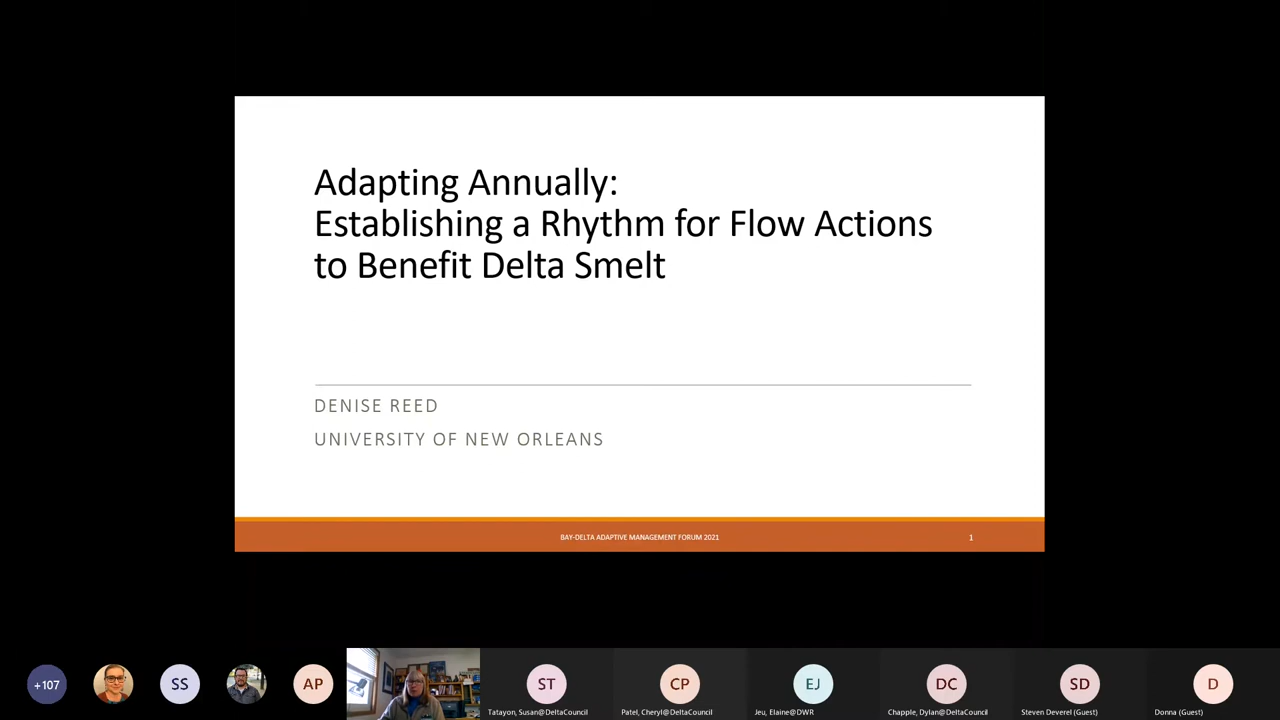 Adapting Annually:
Establishing a Rhythm for Flow Actions
to Benefit Delta Smelt
DENISE REED
UNIVERSITY OF NEW ORLEANS
BAY-DELTA ADAPTIVE MANAGEMENT FORUM 2021
1
+107
SS
AP
ST
CP
EJ
DC
SD
D
Tatayon, Susan@DeltaCouncil
Patel, Cheryl@DeltaCouncil
Jeu, Elaine@DWR
Chapple, Dylan@DeltaCouncil
Steven Deverel (Guest)
Donna (Guest)